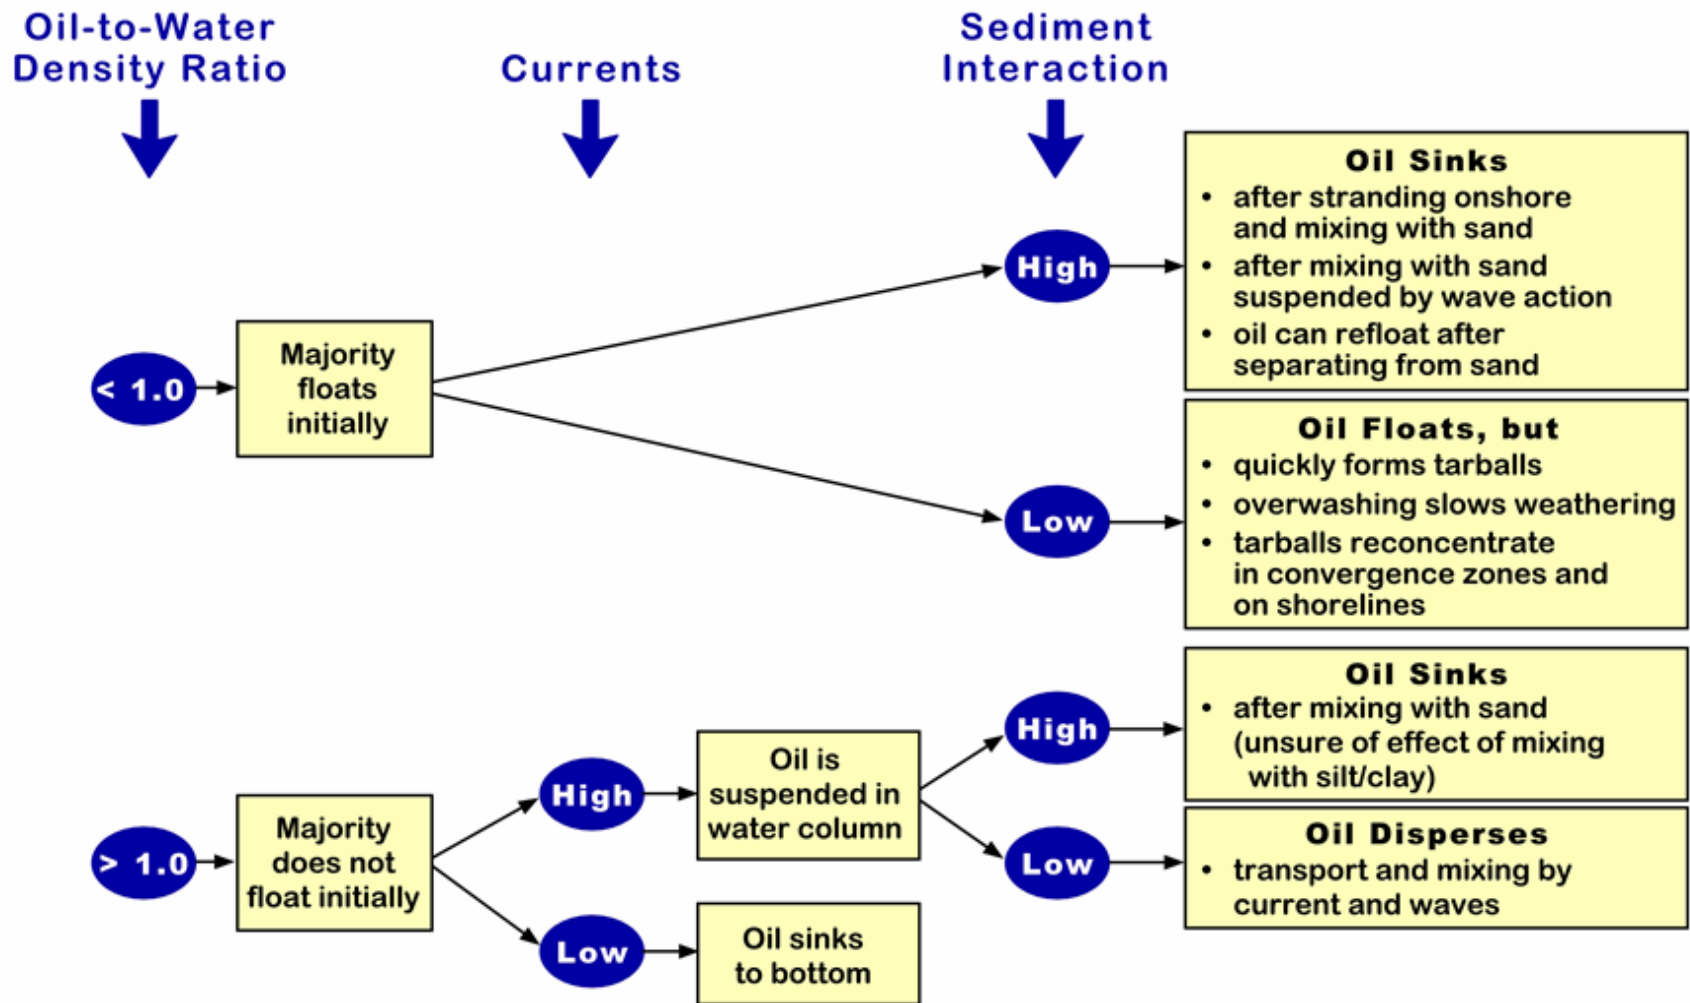 Oil-to-Water
Density Ratio
Currents
Sediment
Interaction
< 1.0
Majority
floats
initially
High
Oil Sinks
• after stranding onshore
and mixing with sand
• after mixing with sand
suspended by wave action
• oil can refloat after
separating from sand
Low
Oil Floats, but
• quickly forms tarballs
• overwashing slows weathering
• tarballs reconcentrate
in convergence zones and
on shorelines
> 1.0
Majority
does not
float initially
High
Oil is
suspended in
water column
High
Oil Sinks
• after mixing with sand
(unsure of effect of mixing
with silt/clay)
Low
Oil Disperses
• transport and mixing by
current and waves
Low
Oil sinks
to bottom